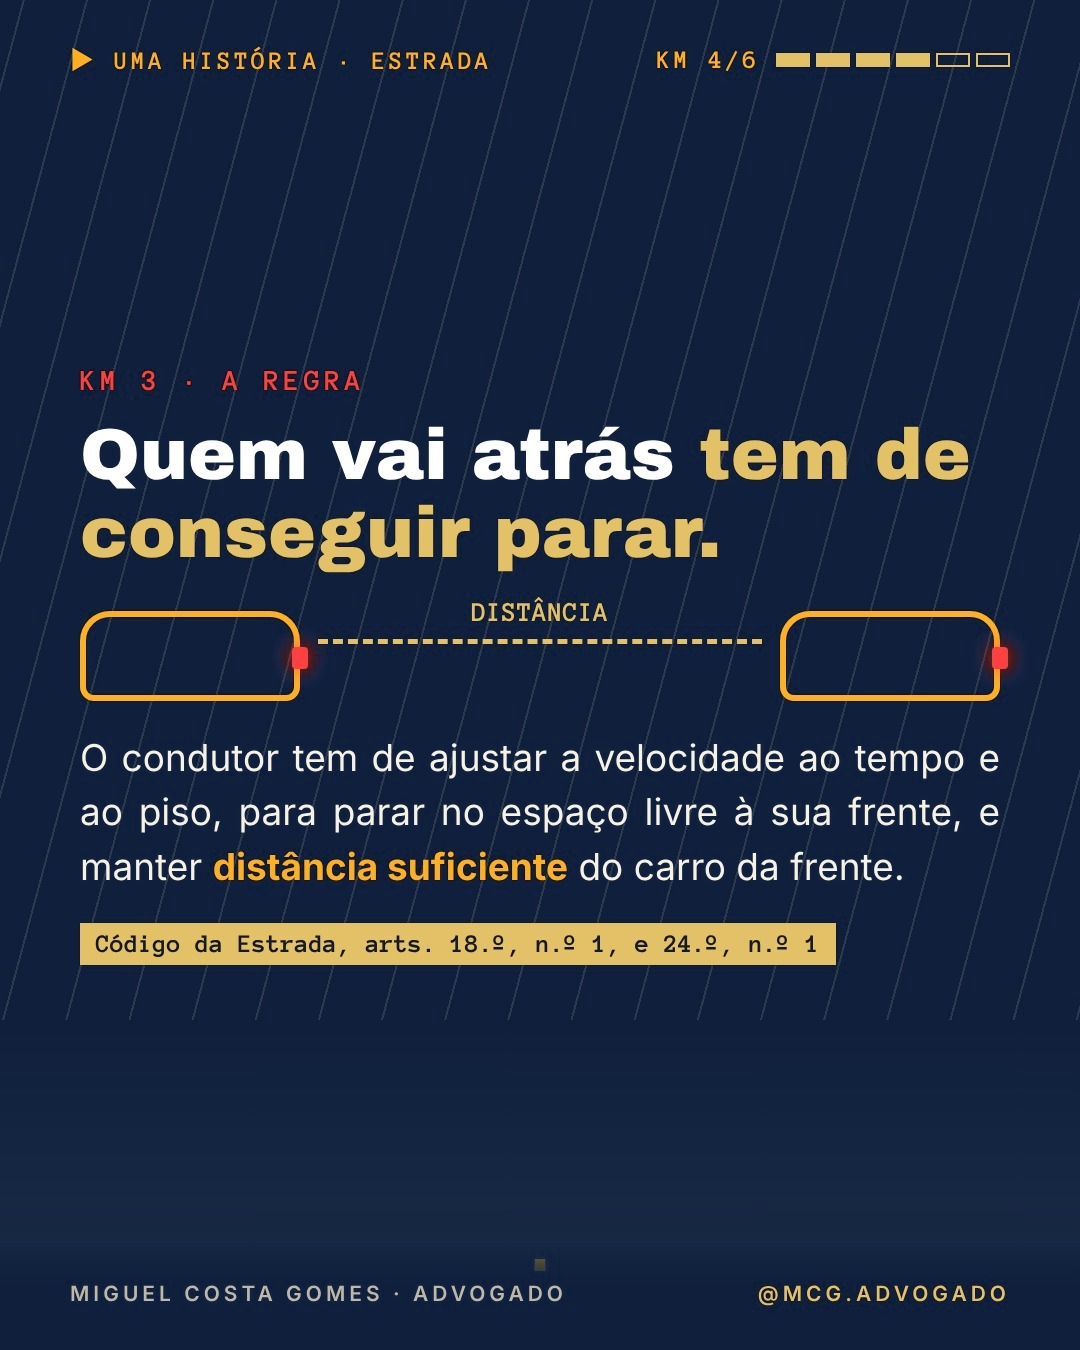 UMA HISTÓRIA · ESTRADA
KM 4/6
KM 3 · A REGRA
Quem vai atrás tem de
conseguir parar.
DISTÂNCIA
O condutor tem de ajustar a velocidade ao tempo e
ao piso, para parar no espaço livre à sua frente, e
manter distância suficiente do carro da frente.
Código da Estrada, arts. 18.º, n.º 1, e 24.º, n.º 1
MIGUEL COSTA GOMES · ADVOGADO
@MCG.ADVOGADO